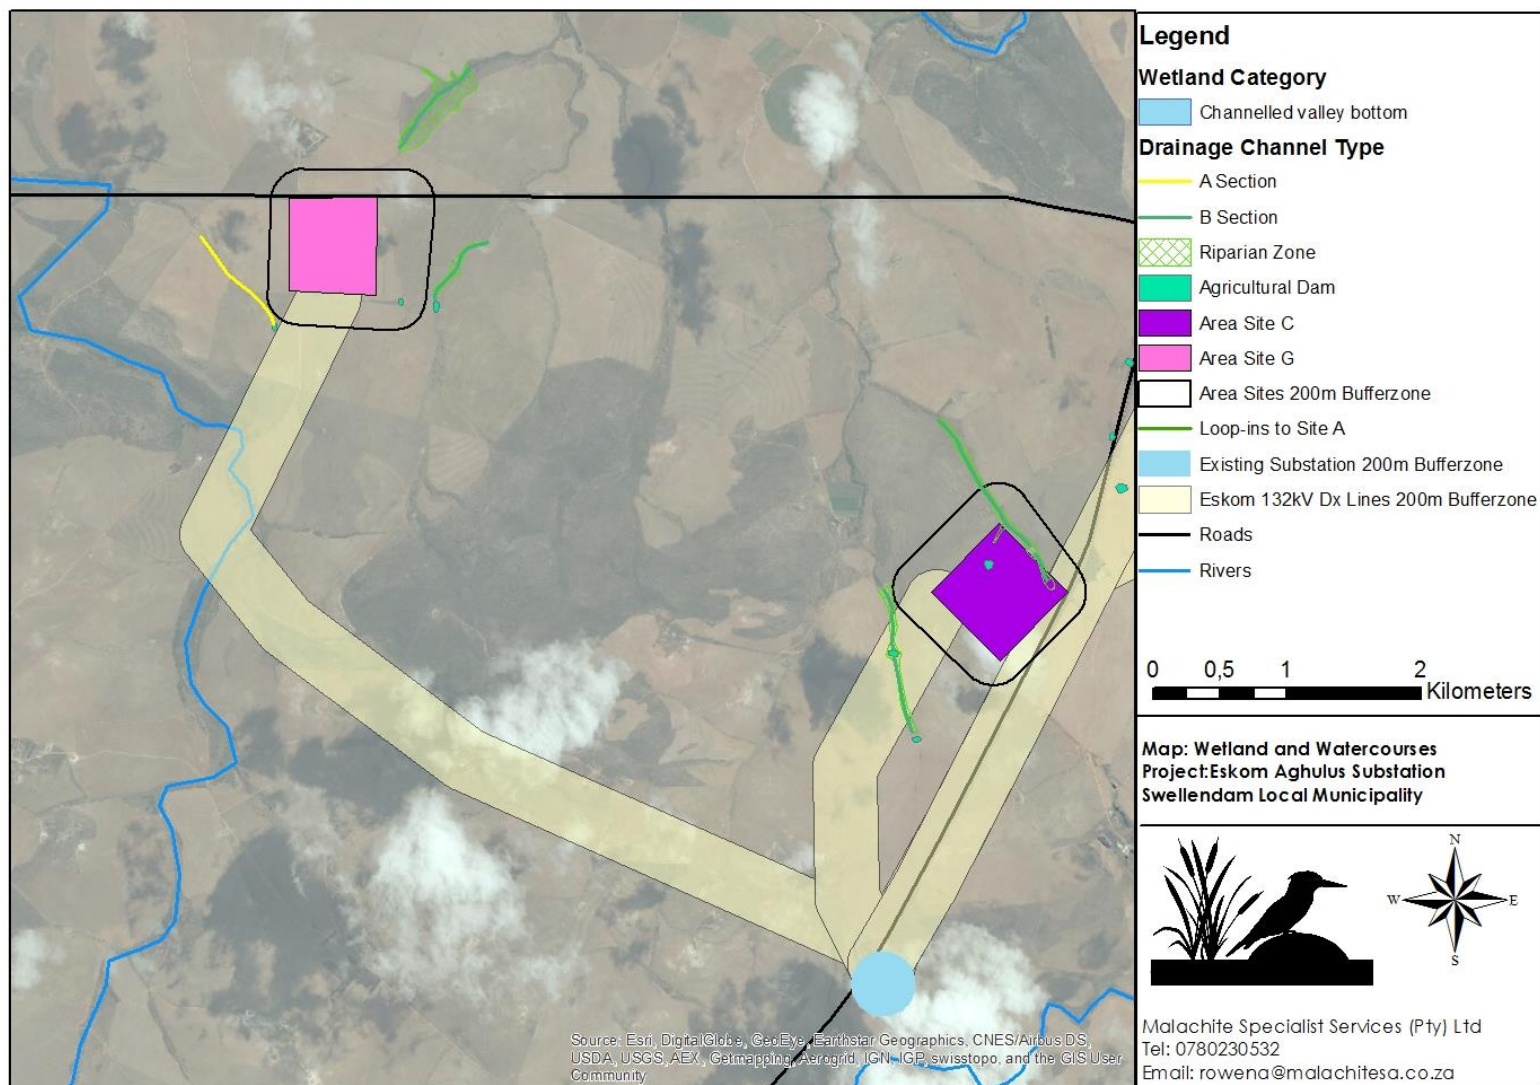 Legend
Wetland Category
Channelled valley bottom
Drainage Channel Type
A Section
B Section
Riparian Zone
Agricultural Dam
Area Site C
Area Site G
Area Sites 200m Bufferzone
Loop-ins to Site A
Existing Substation 200m Bufferzone
Eskom 132kV Dx Lines 200m Bufferzone
Roads
Rivers
0 0,5 1 2
Kilometers
Map: Wetland and Watercourses
Project:Eskom Aghulus Substation
Swellendam Local Municipality
N
W E
S
Malachite Specialist Services (Pty) Ltd
Tel: 0780230532
Email: rowena@malachitesa.co.za
Source: Esri, DigitalGlobe, GeoEye, Earthstar Geographics, CNES/Airbus DS,
USDA, USGS, AEX, Getmapping, Aerogrid, IGN, IGP, swisstopo, and the GIS User
Community